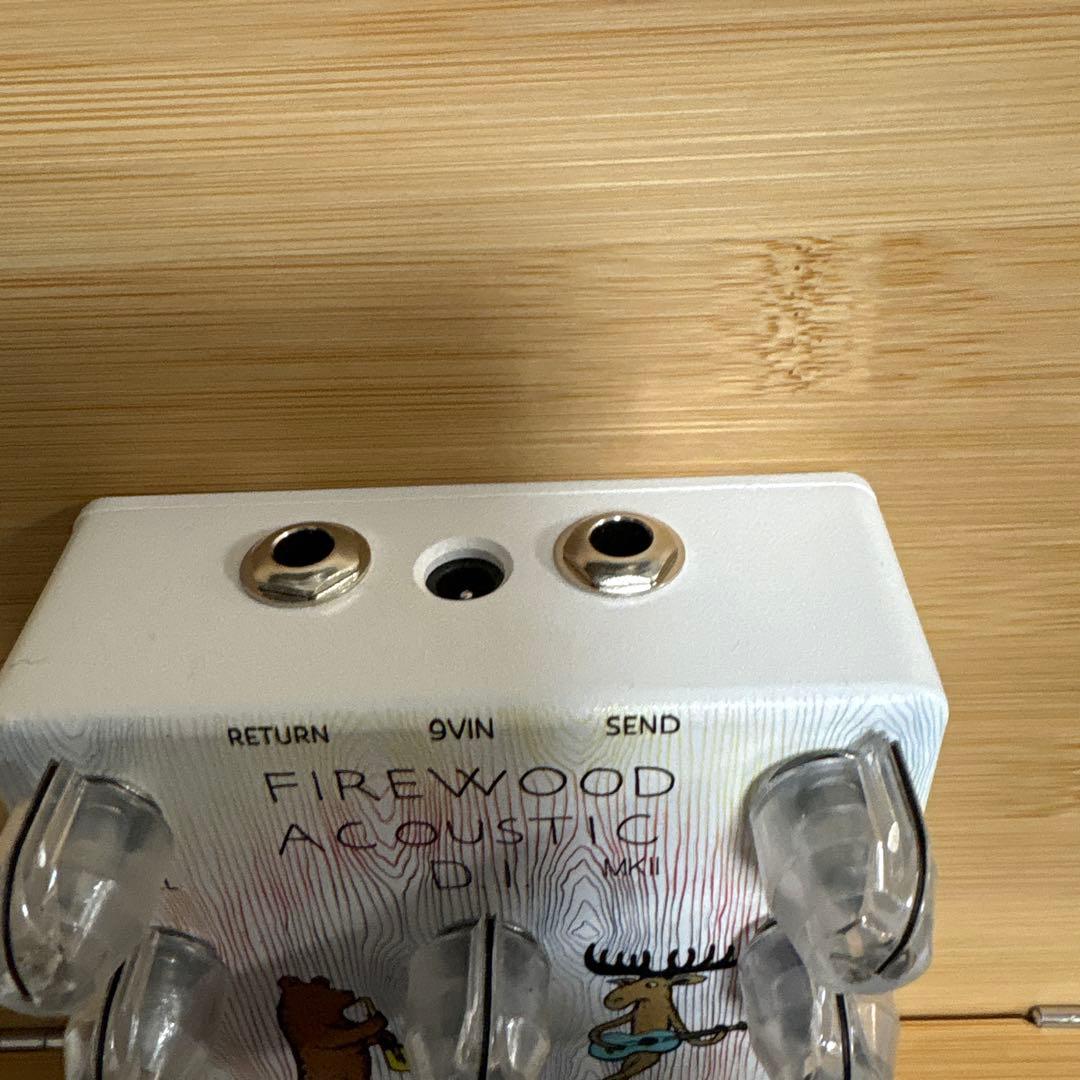 RETURN 9VIN SEND
FIREWOOD
ACOUSTIC
D.I. MKII